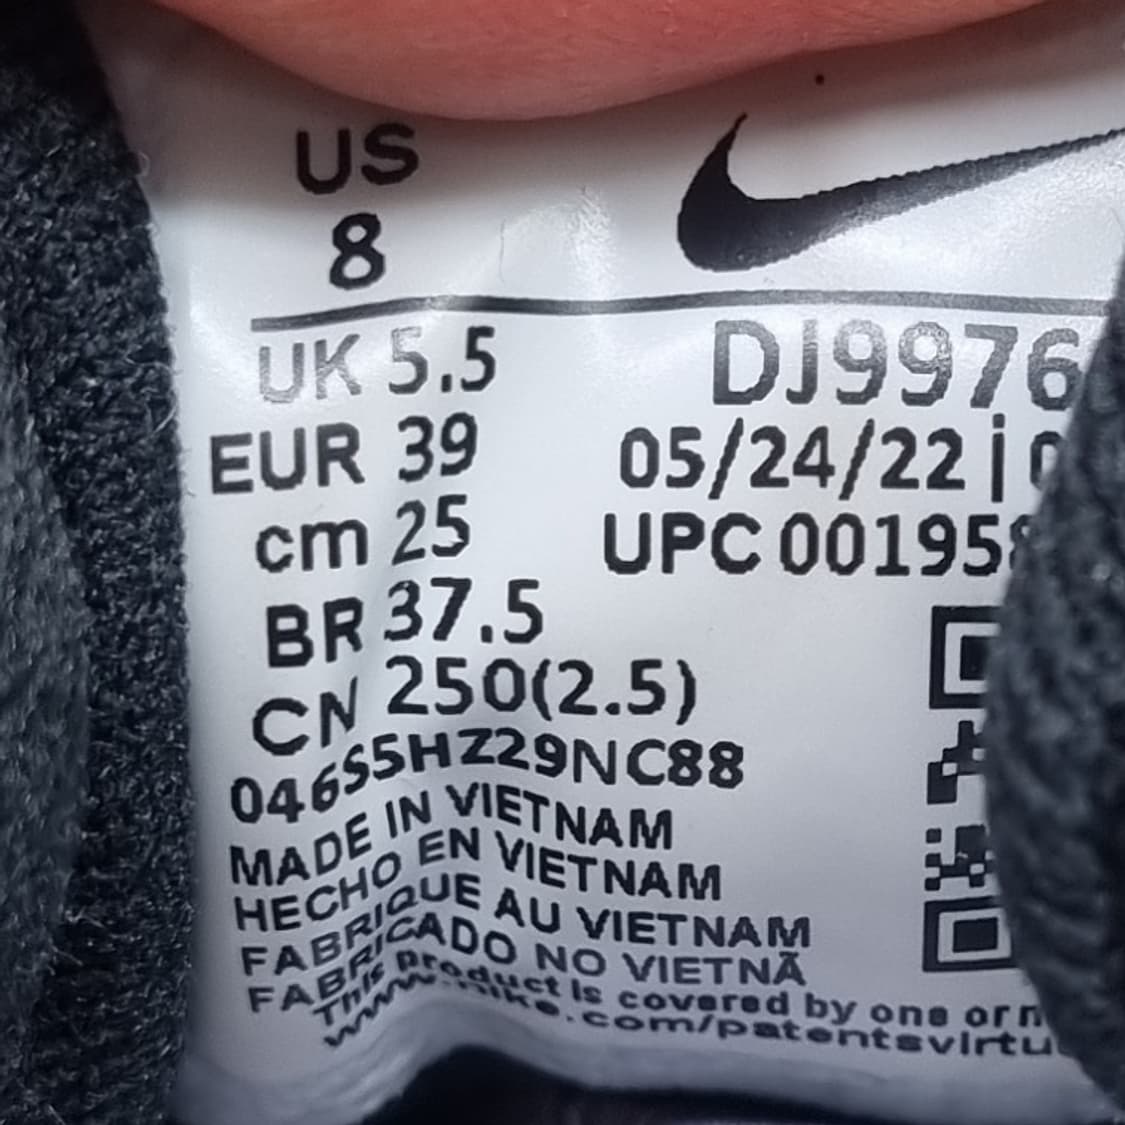 US
8
UK 5.5
EUR 39
cm 25
BR 37.5
CN 250(2.5)
DJ9976
05/24/22 |
UPC 00195
046S5HZ29NC88
MADE IN VIETNAM
HECHO EN VIETNAM
FABRIQUE AU VIETNAM
FABRICADO NO VIETNÃ
This product is covered by one or
www.nike.com/patents